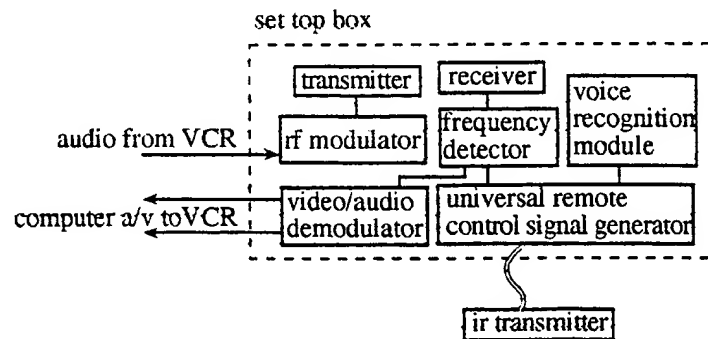 set top box
transmitter
receiver
voice
recognition
module
audio from VCR
rf modulator
frequency
detector
computer a/v toVCR
video/audio
demodulator
universal remote
control signal generator
ir transmitter